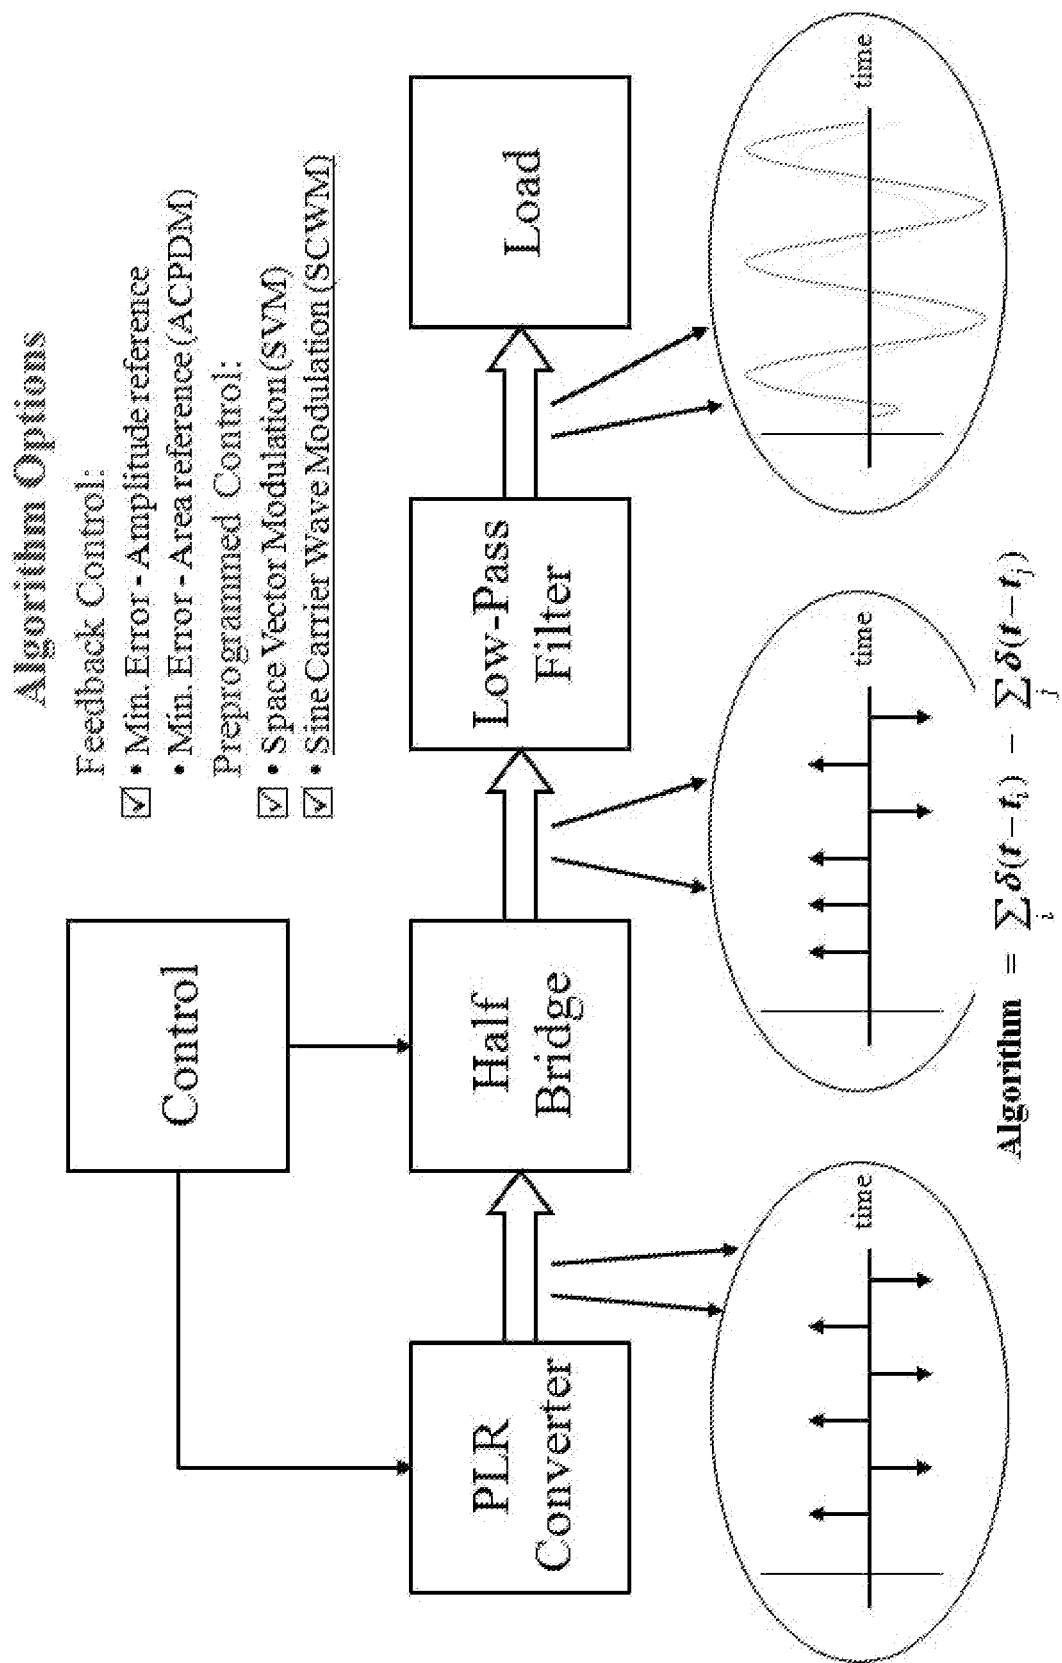 Algorithm Options
Feedback Control:
☑ • Min. Error - Amplitude reference
• Min. Error - Area reference (ACPDM)
Preprogrammed Control:
☑ • Space Vector Modulation (SVM)
☑ • Sine Carrier Wave Modulation (SCWM)
Control
PLR
Converter
Half
Bridge
Low-Pass
Filter
Load
time
time
time
Algorithm = ∑ᵢ δ(t − tᵢ) − ∑ⱼ δ(t − tⱼ)